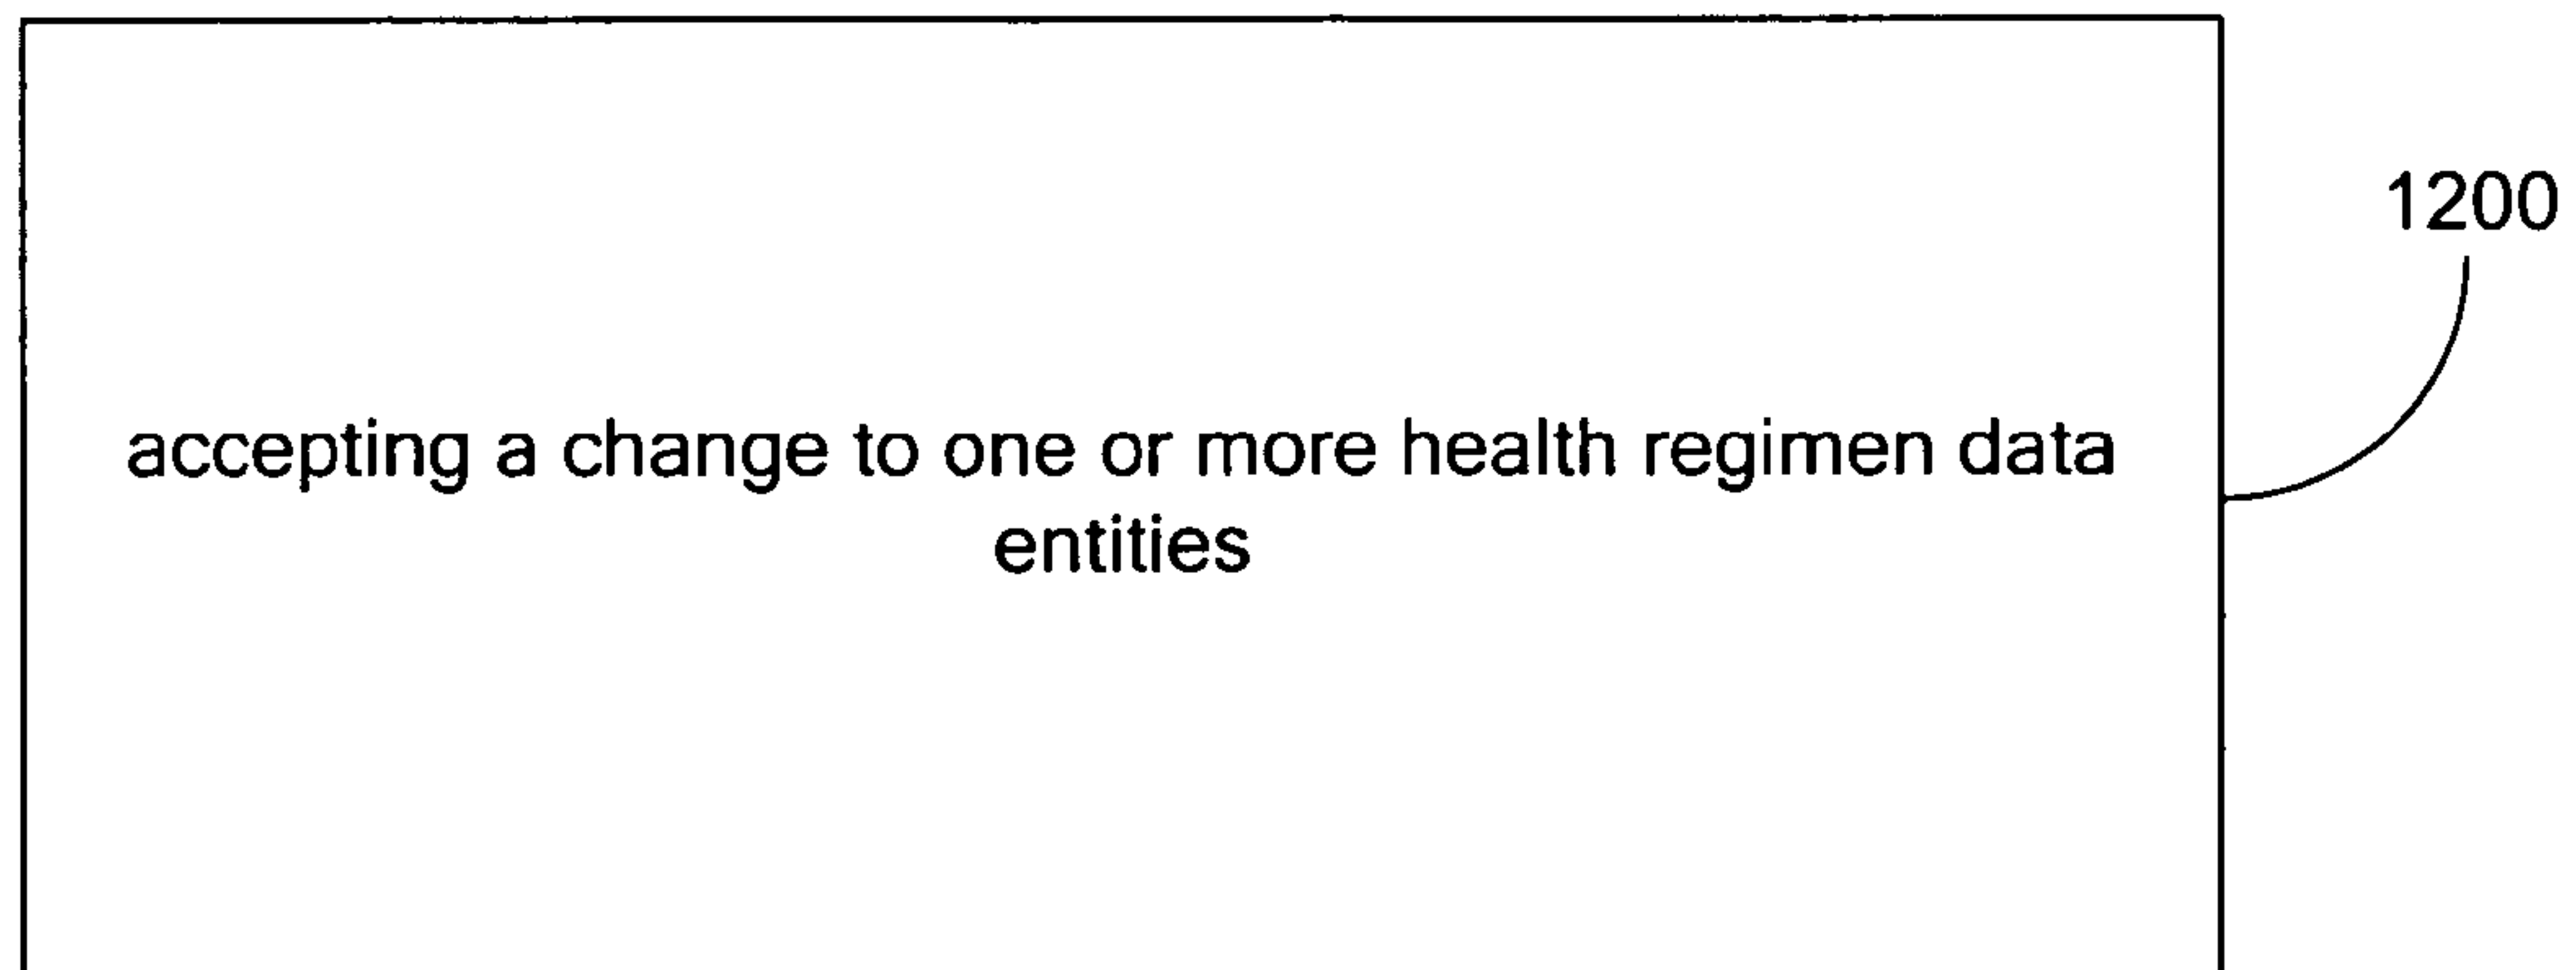 1200
accepting a change to one or more health regimen data
entities